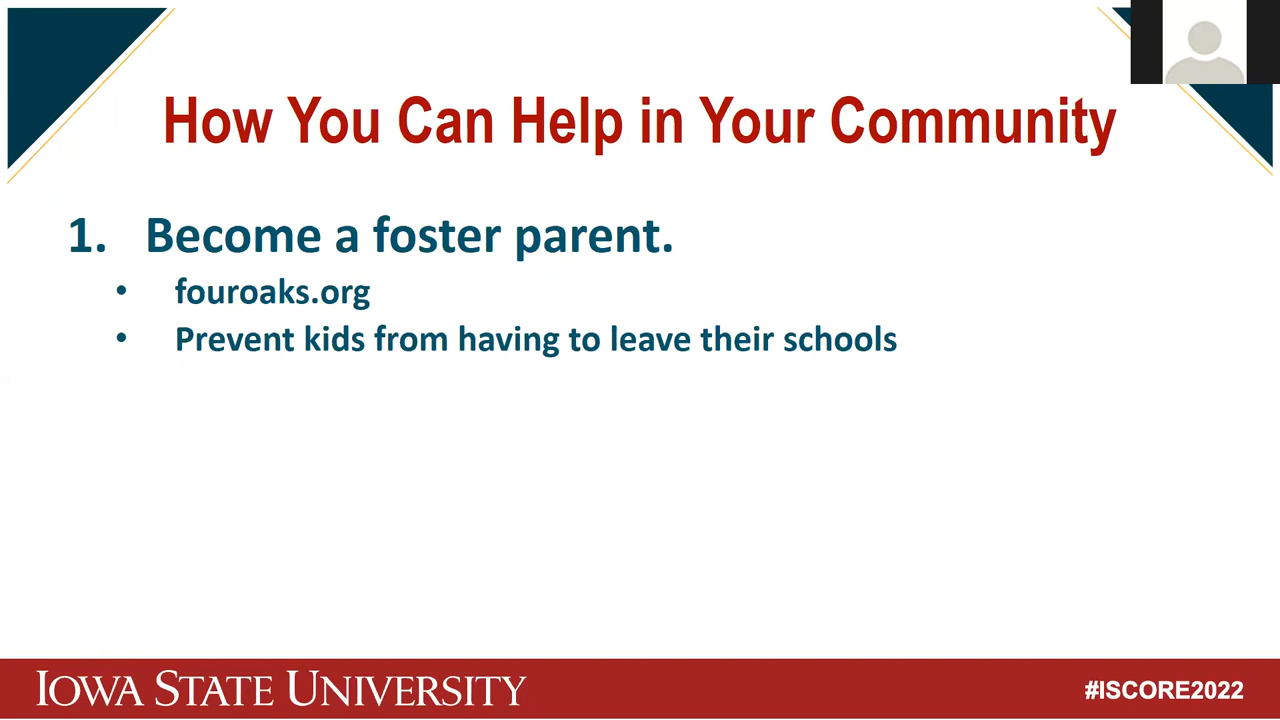 How You Can Help in Your Community
1. Become a foster parent.
• fouroaks.org
• Prevent kids from having to leave their schools
IOWA STATE UNIVERSITY
#ISCORE2022